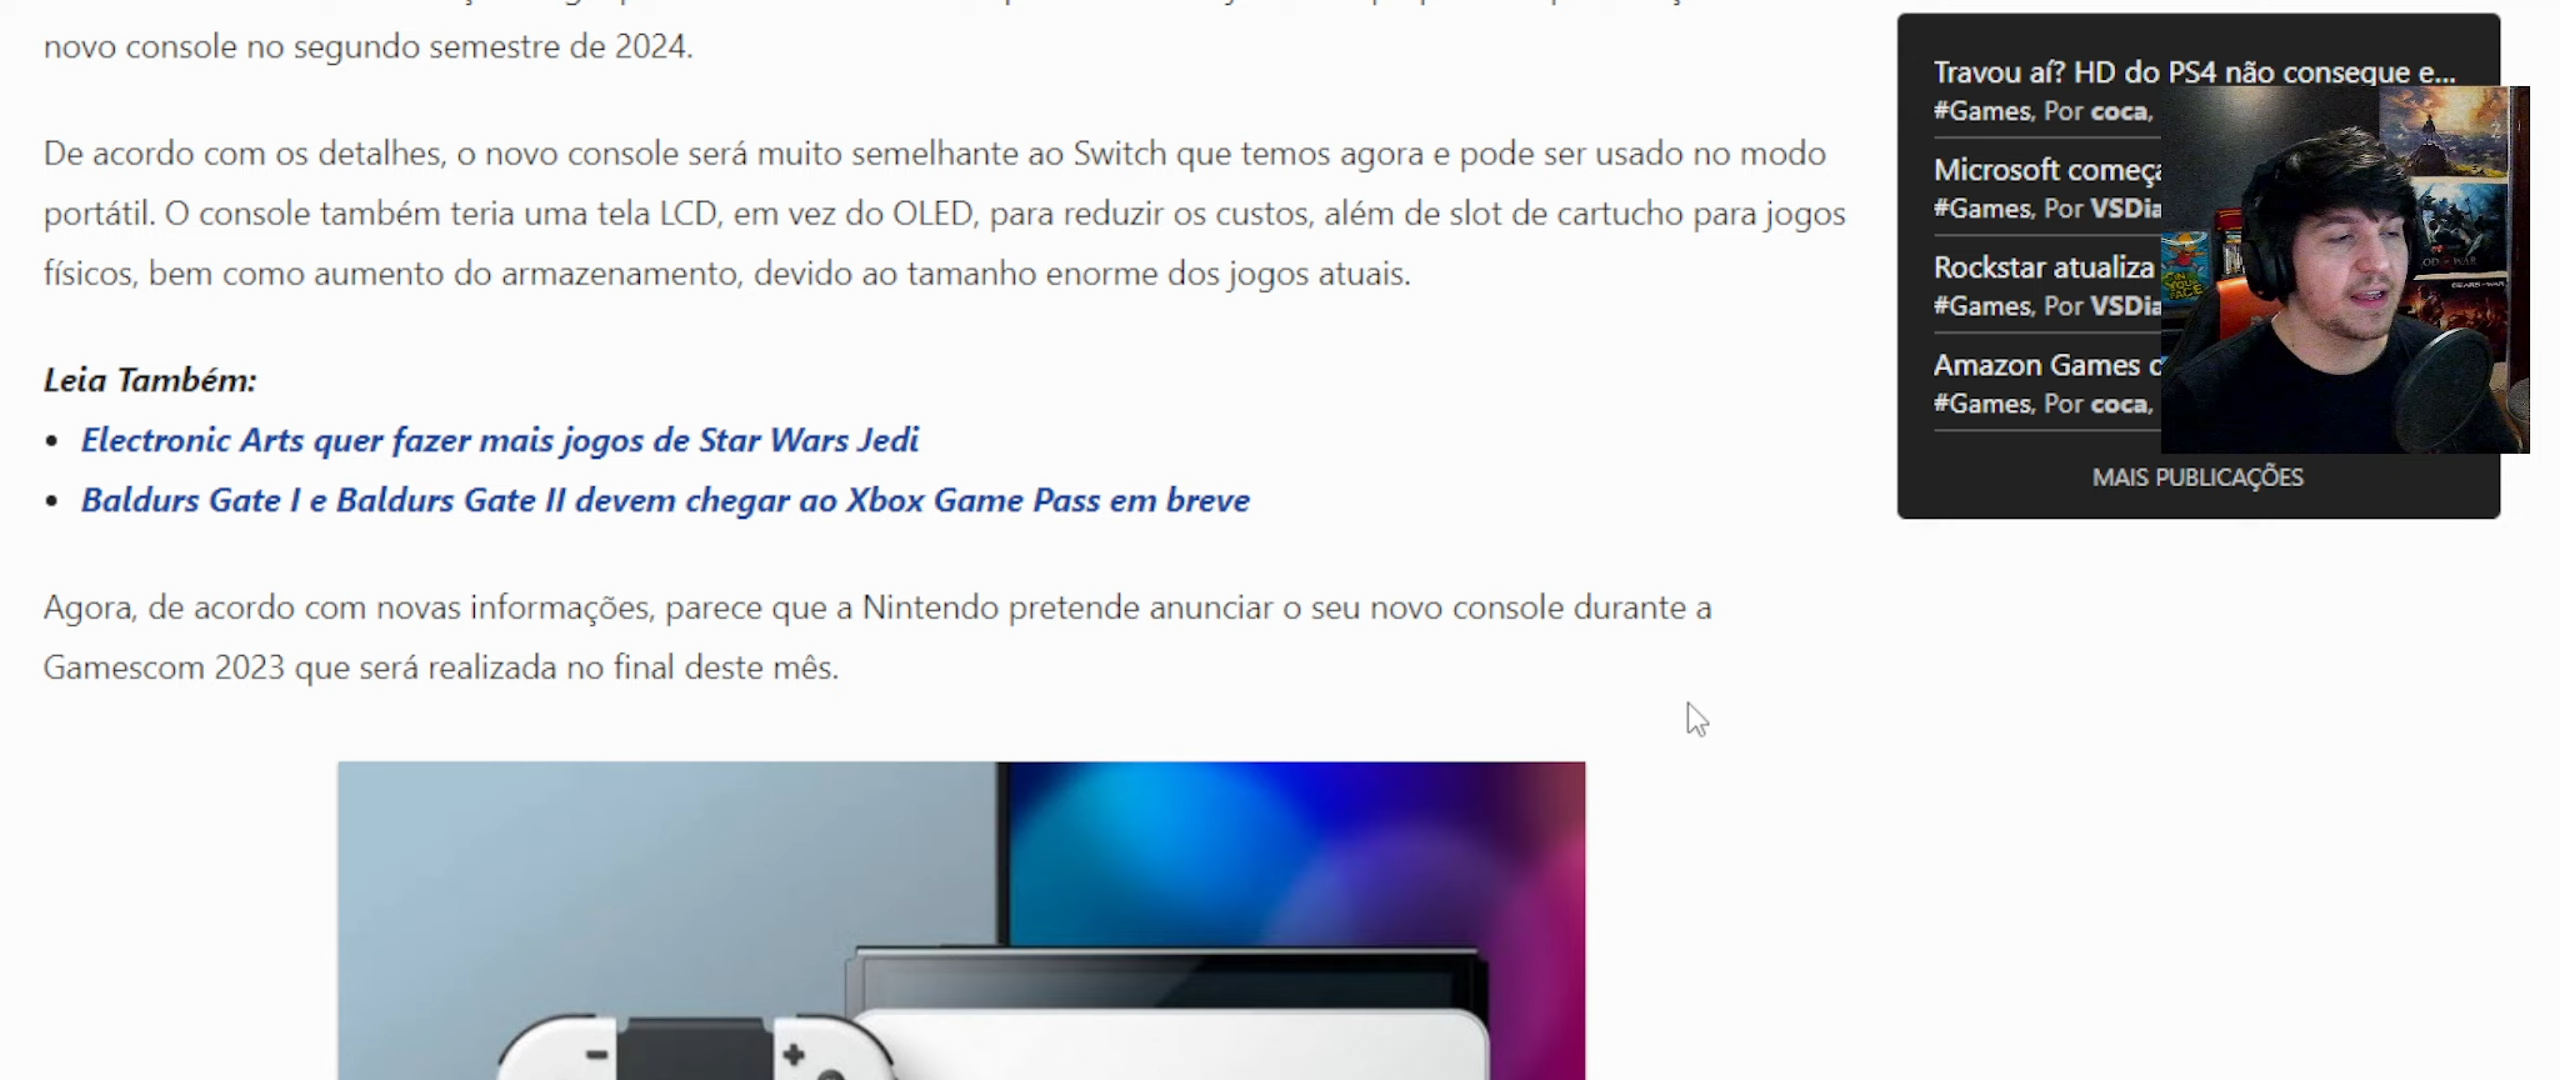 novo console no segundo semestre de 2024.
De acordo com os detalhes, o novo console será muito semelhante ao Switch que temos agora e pode ser usado no modo
portátil. O console também teria uma tela LCD, em vez do OLED, para reduzir os custos, além de slot de cartucho para jogos
físicos, bem como aumento do armazenamento, devido ao tamanho enorme dos jogos atuais.
Leia Também:
• Electronic Arts quer fazer mais jogos de Star Wars Jedi
• Baldurs Gate I e Baldurs Gate II devem chegar ao Xbox Game Pass em breve
Agora, de acordo com novas informações, parece que a Nintendo pretende anunciar o seu novo console durante a
Gamescom 2023 que será realizada no final deste mês.
Travou aí? HD do PS4 não consegue e...
#Games, Por coca,
Microsoft começa
#Games, Por VSDia
Rockstar atualiza
#Games, Por VSDia
Amazon Games
#Games, Por coca,
MAIS PUBLICAÇÕES
IN YOUR FACE
GEARS OF WAR